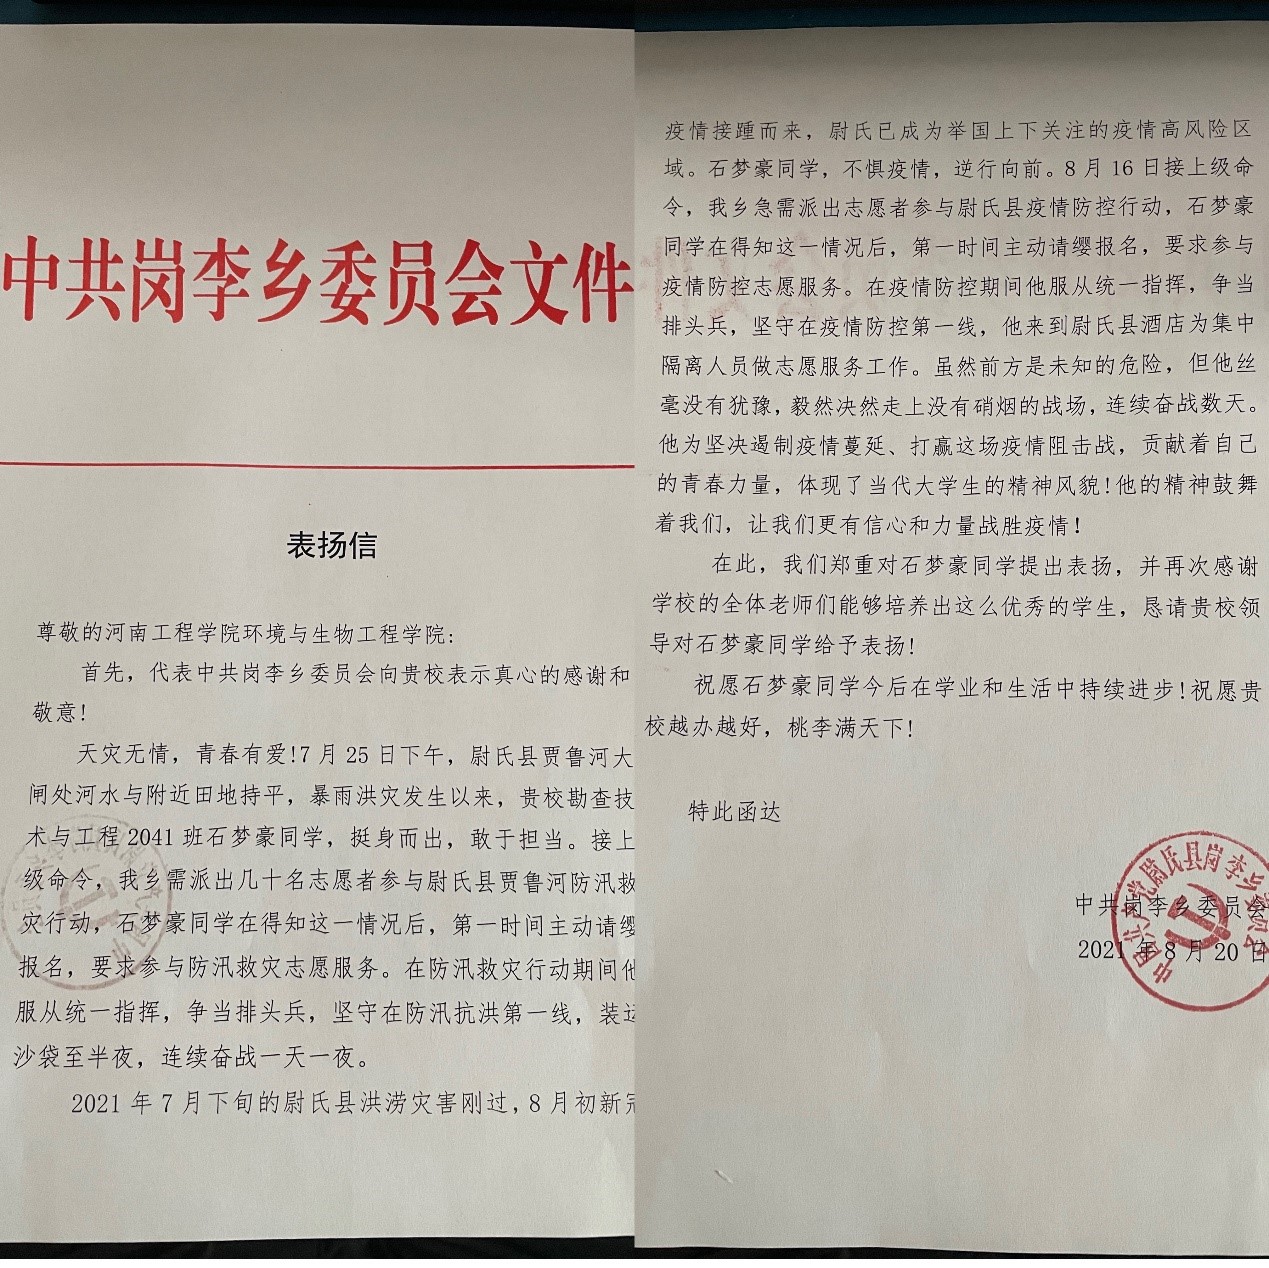 中共岗李乡委员会文件
表扬信
尊敬的河南工程学院环境与生物工程学院:
首先，代表中共岗李乡委员会向贵校表示真心的感谢和
敬意!
天灾无情，青春有爱!7月25日下午，尉氏县贾鲁河大
闸处河水与附近田地持平，暴雨洪灾发生以来，贵校勘查技
术与工程2041班石梦豪同学，挺身而出，敢于担当。接上
级命令，我乡需派出几十名志愿者参与尉氏县贾鲁河防汛救
灾行动，石梦豪同学在得知这一情况后，第一时间主动请缨
报名，要求参与防汛救灾志愿服务。在防汛救灾行动期间他
服从统一指挥，争当排头兵，坚守在防汛抗洪第一线，装运
沙袋至半夜，连续奋战一天一夜。
2021年7月下旬的尉氏县洪涝灾害刚过,8月初新冠
疫情接踵而来，尉氏已成为举国上下关注的疫情高风险区
域。石梦豪同学，不惧疫情，逆行向前。8月16日接上级命
令，我乡急需派出志愿者参与尉氏县疫情防控行动，石梦豪
同学在得知这一情况后，第一时间主动请缨报名，要求参与
疫情防控志愿服务。在疫情防控期间他服从统一指挥，争当
排头兵，坚守在疫情防控第一线，他来到尉氏县酒店为集中
隔离人员做志愿服务工作。虽然前方是未知的危险，但他丝
毫没有犹豫，毅然决然走上没有硝烟的战场，连续奋战数天。
他为坚决遏制疫情蔓延、打赢这场疫情阻击战，贡献着自己
的青春力量，体现了当代大学生的精神风貌!他的精神鼓舞
着我们，让我们更有信心和力量战胜疫情!
在此，我们郑重对石梦豪同学提出表扬，并再次感谢
学校的全体老师们能够培养出这么优秀的学生，恳请贵校领
导对石梦豪同学给予表扬!
祝愿石梦豪同学今后在学业和生活中持续进步!祝愿贵
校越办越好，桃李满天下!
特此函达
中共岗李乡委员会
2021年8月20日
中国共产党尉氏县岗李乡委员会